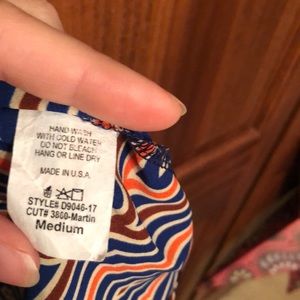 HAND WASH
WITH COLD WATER
DO NOT BLEACH
HANG OR LINE DRY
MADE IN U.S.A.
STYLE# D9046-17
CUT# 3800-Martin
Medium